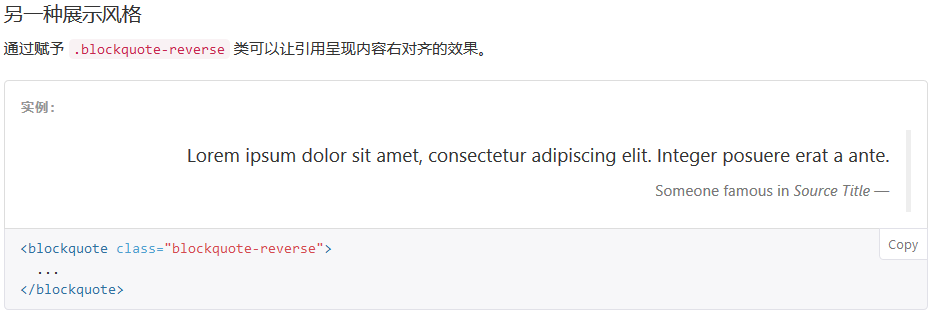 另一种展示风格
通过赋予 .blockquote-reverse 类可以让引用呈现内容右对齐的效果。
实例：
Lorem ipsum dolor sit amet, consectetur adipiscing elit. Integer posuere erat a ante.
Someone famous in Source Title —
Copy
<blockquote class="blockquote-reverse">
  ...
</blockquote>